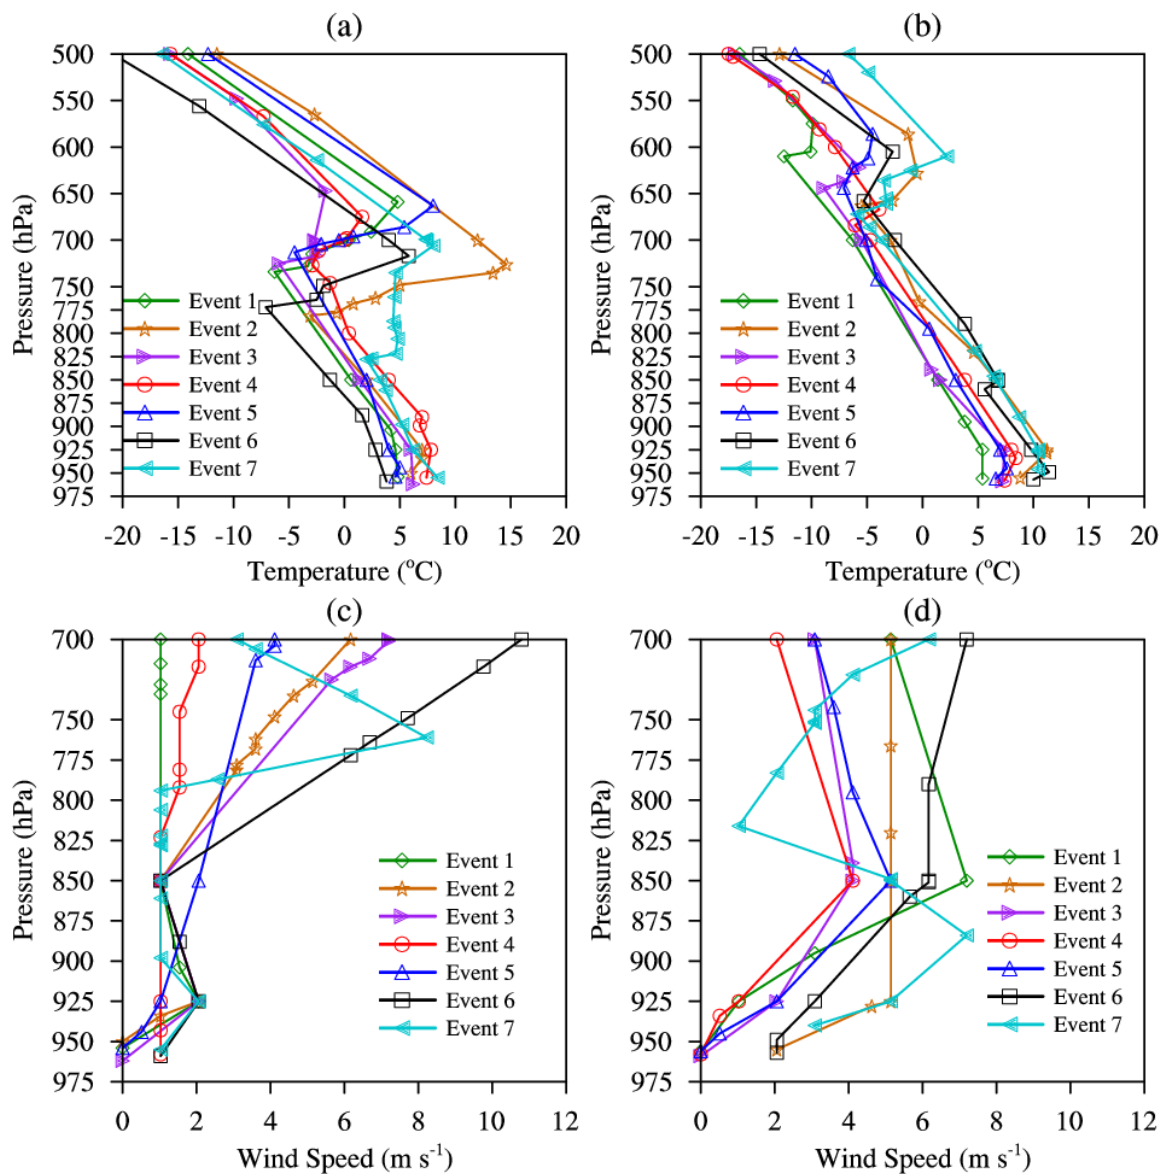 (a)
500
550
600
650
700
750
775
800
825
850
875
900
925
950
975
Pressure (hPa)
Event 1
Event 2
Event 3
Event 4
Event 5
Event 6
Event 7
-20 -15 -10 -5 0 5 10 15 20
Temperature (°C)
(b)
500
550
600
650
700
750
775
800
825
850
875
900
925
950
975
Pressure (hPa)
Event 1
Event 2
Event 3
Event 4
Event 5
Event 6
Event 7
-20 -15 -10 -5 0 5 10 15 20
Temperature (°C)
(c)
700
750
800
825
850
875
900
925
950
975
Pressure (hPa)
Event 1
Event 2
Event 3
Event 4
Event 5
Event 6
Event 7
0 2 4 6 8 10 12
Wind Speed (m s⁻¹)
(d)
700
750
800
825
850
875
900
925
950
975
Pressure (hPa)
Event 1
Event 2
Event 3
Event 4
Event 5
Event 6
Event 7
0 2 4 6 8 10 12
Wind Speed (m s⁻¹)